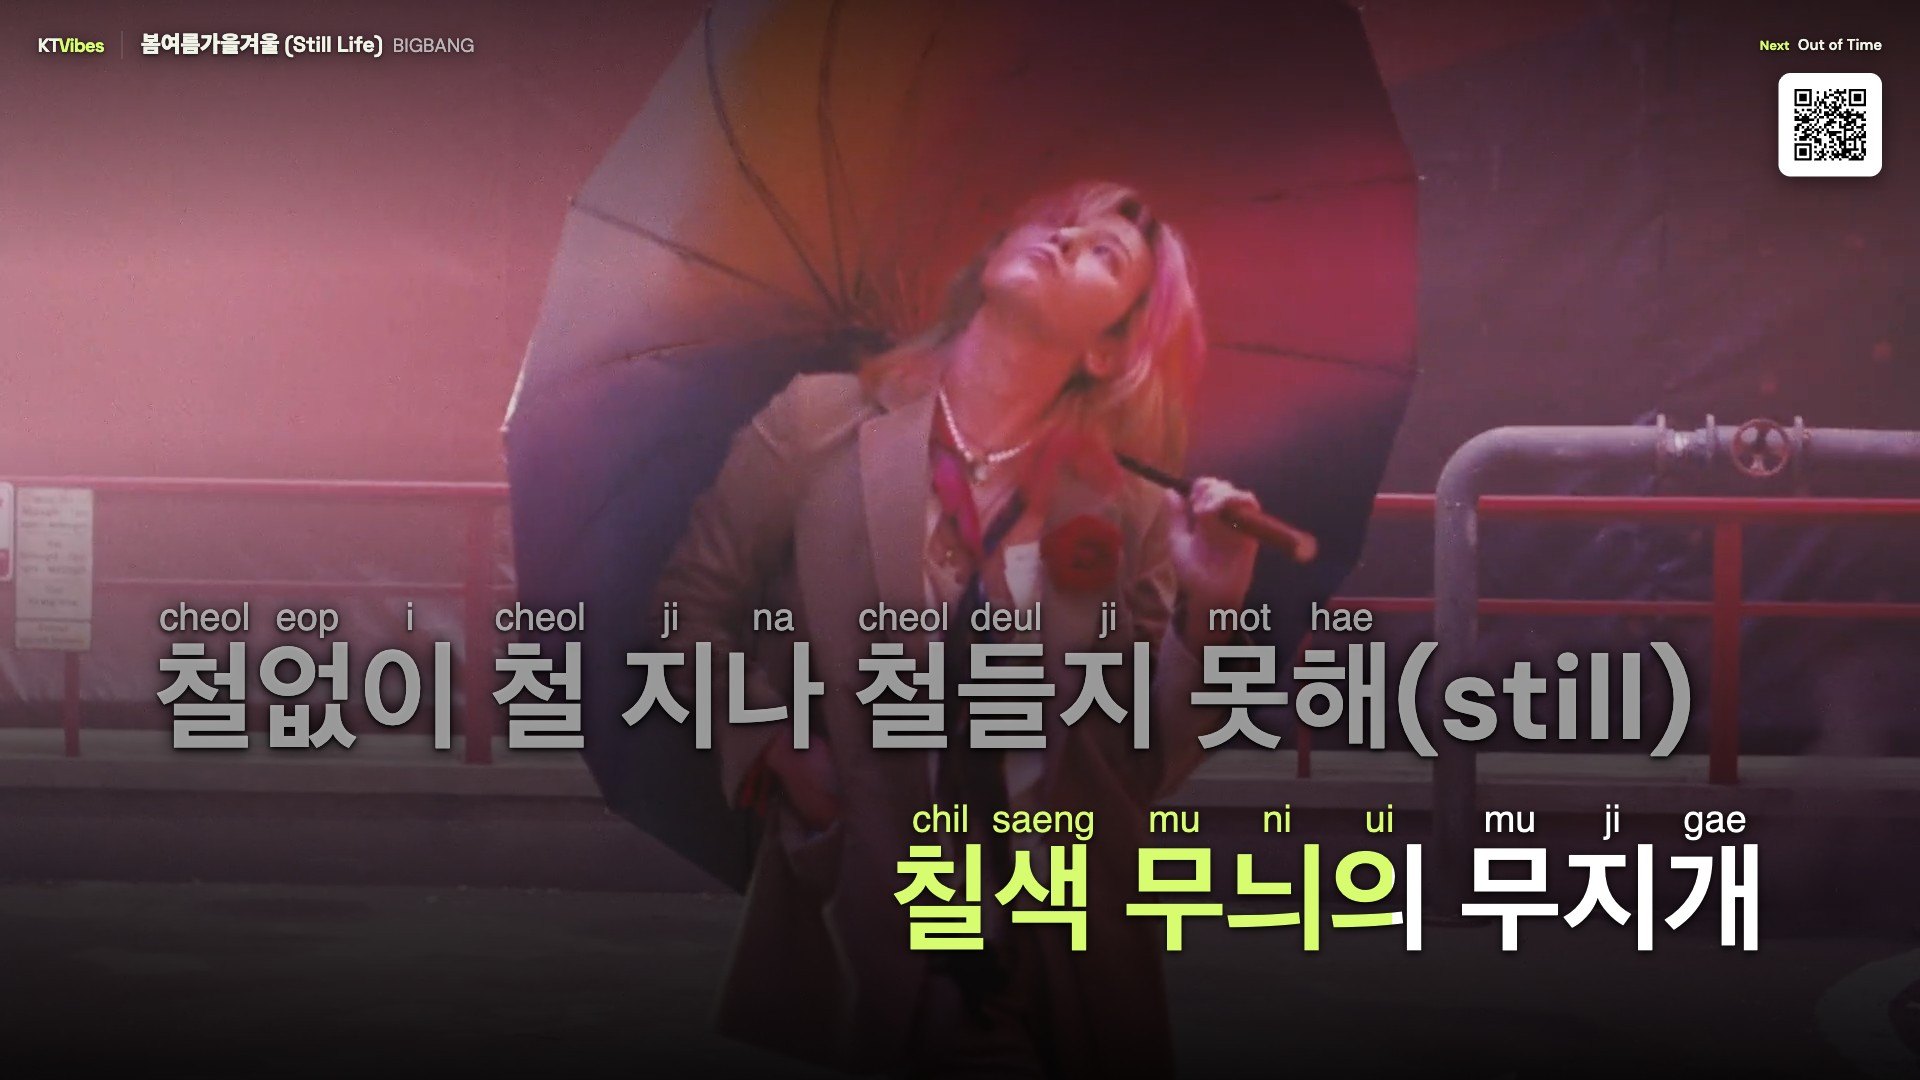 KTVibes 봄여름가을겨울 (Still Life) BIGBANG
Next Out of Time
cheol eop i cheol ji na cheol deul ji mot hae
철없이 철 지나 철들지 못해(still)
chil saeng mu ni ui mu ji gae
칠색 무늬의 무지개